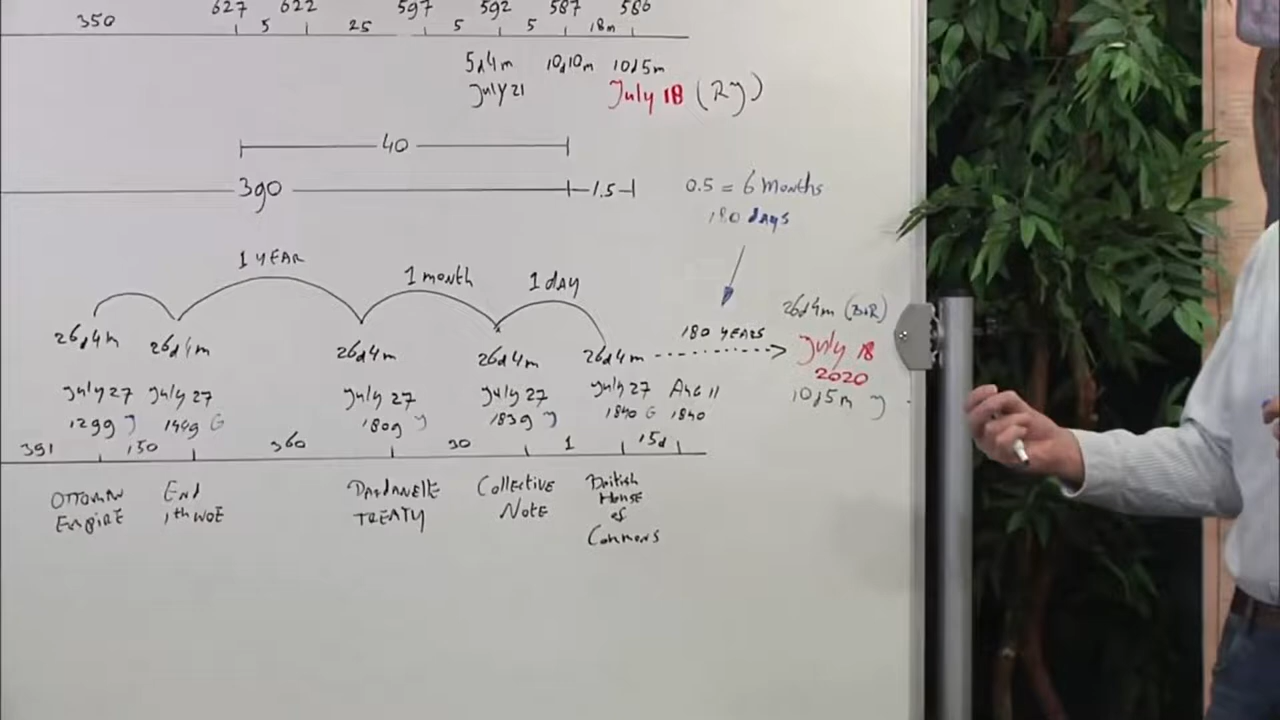 627 622 597 592 587 586
350 5 25 5 5 18m
5d4m 10d10m 10d5m
July 21 July 18 (Ry)
40
390 1.5
0.5 = 6 months
180 days
1 YEAR 1 month 1 day
26d4m 26d4m 26d4m 26d4m 26d4m 180 YEARS 26d4m (B&R)
July 18
2020
July 27 July 27 July 27 July 27 July 27 AUG 11 10d5m J
1299 J 1449 G 1809 J 1839 J 1840 G 1840
391 150 360 30 1 15d
OTTOMAN End DARDANELLE Collective British
EMPIRE 1th WOE TREATY NOTE House
of
Commons